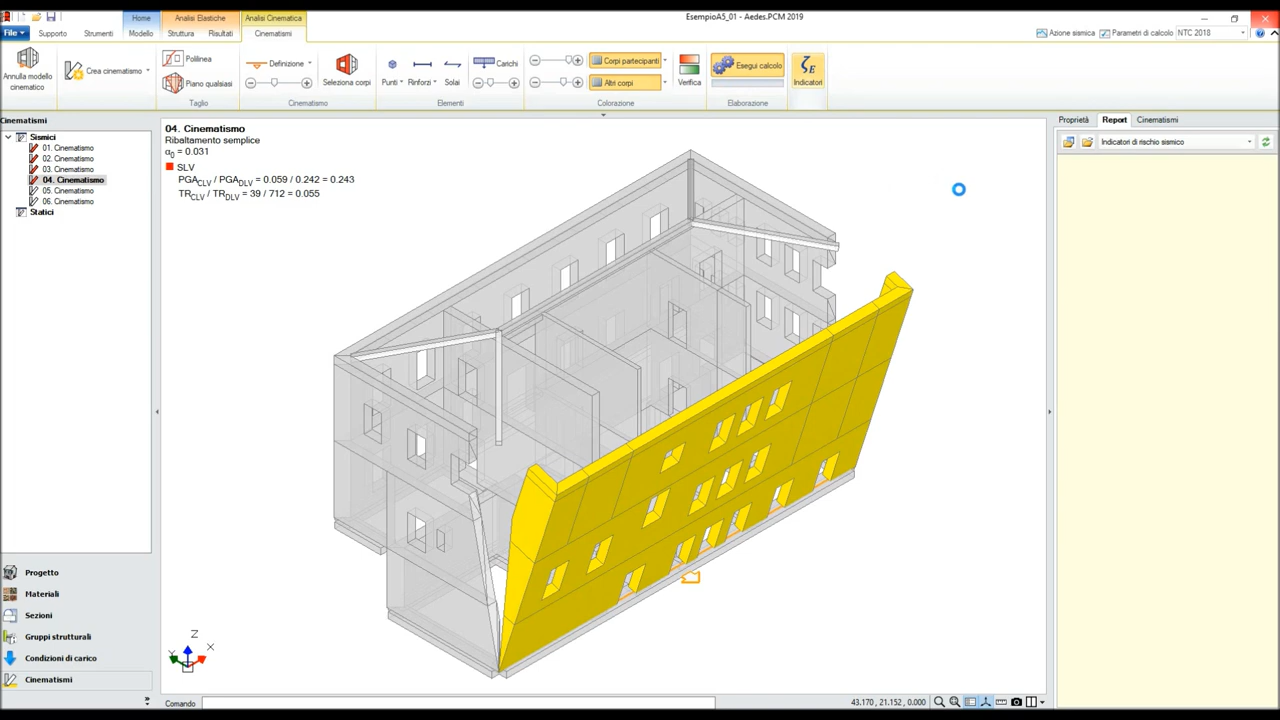 EsempioA5_01 - Aedes.PCM 2019
Home
Analisi Elastiche
Analisi Cinematica
File
Supporto
Strumenti
Modello
Struttura
Risultati
Cinematismi
Azione sismica
Parametri di calcolo
NTC 2018
Annulla modello
cinematico
Crea cinematismo
Polilinea
Piano qualsiasi
Taglio
Definizione
Seleziona corpi
Cinematismo
Punti
Rinforzi
Solai
Carichi
Elementi
Corpi partecipanti
Altri corpi
Colorazione
Verifica
Esegui calcolo
Elaborazione
ζE
Indicatori
Cinematismi
Sismici
01. Cinematismo
02. Cinematismo
03. Cinematismo
04. Cinematismo
05. Cinematismo
06. Cinematismo
Statici
04. Cinematismo
Ribaltamento semplice
α0 = 0.031
SLV
PGACLV / PGADLV = 0.059 / 0.242 = 0.243
TRCLV / TRDLV = 39 / 712 = 0.055
Proprietà
Report
Cinematismi
Indicatori di rischio sismico
Progetto
Materiali
Sezioni
Gruppi strutturali
Condizioni di carico
Cinematismi
Z
X
Y
Comando
43.170 , 21.152 , 0.000